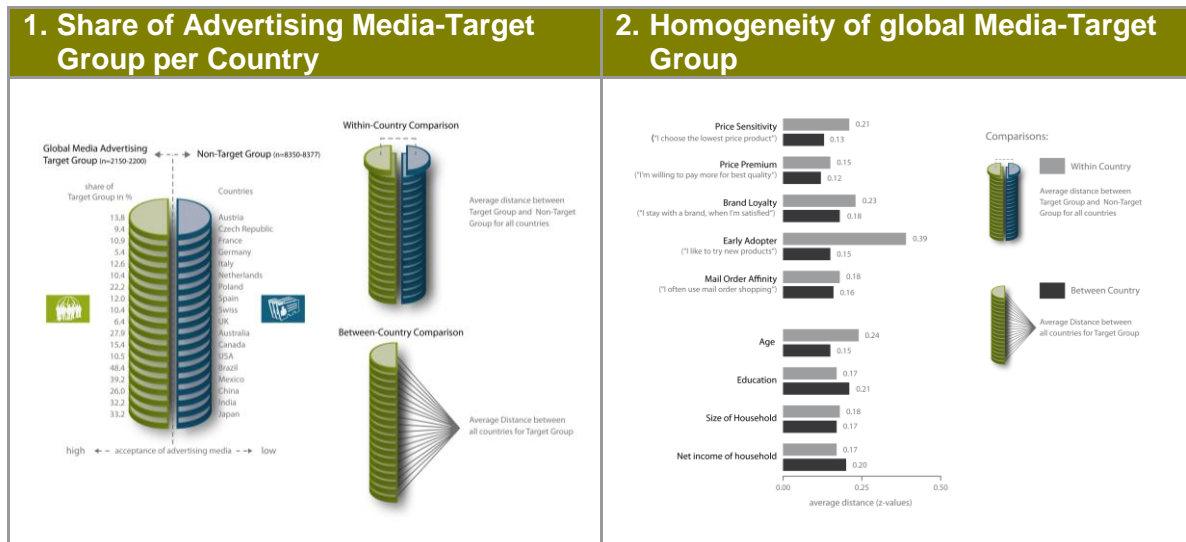 1. Share of Advertising Media-Target
Group per Country
Global Media Advertising
Target Group (n=2150-2200)
Non-Target Group (n=8350-8377)
share of
Target Group in %
Countries
13,8 Austria
9.4 Czech Republic
10.9 France
5.4 Germany
12.6 Italy
10.4 Netherlands
22.2 Poland
12.0 Spain
10.4 Swiss
6.4 UK
27,9 Australia
15.4 Canada
10,5 USA
48,4 Brazil
39,2 Mexico
26.0 China
32,2 India
33.2 Japan
high acceptance of advertising media low
Within-Country Comparison
Average distance between
Target Group and Non-Target
Group for all countries
Between-Country Comparison
Average Distance between
all countries for Target Group
2. Homogeneity of global Media-Target
Group
Price Sensitivity
("I choose the lowest price product")
0.21
0.13
Price Premium
("I'm willing to pay more for best quality")
0.15
0.12
Brand Loyalty
("I stay with a brand, when I'm satisfied")
0.23
0.18
Early Adopter
("I like to try new products")
0.39
0.15
Mail Order Affinity
("I often use mail order shopping")
0.18
0.16
Age
0.24
0.15
Education
0.17
0.21
Size of Household
0.18
0.17
Net income of household
0.17
0.20
0.00 0.25 0.50
average distance (z-values)
Comparisons:
Within Country
Average distance between
Target Group and Non-Target
Group for all countries
Between Country
Average Distance between
all countries for Target Group